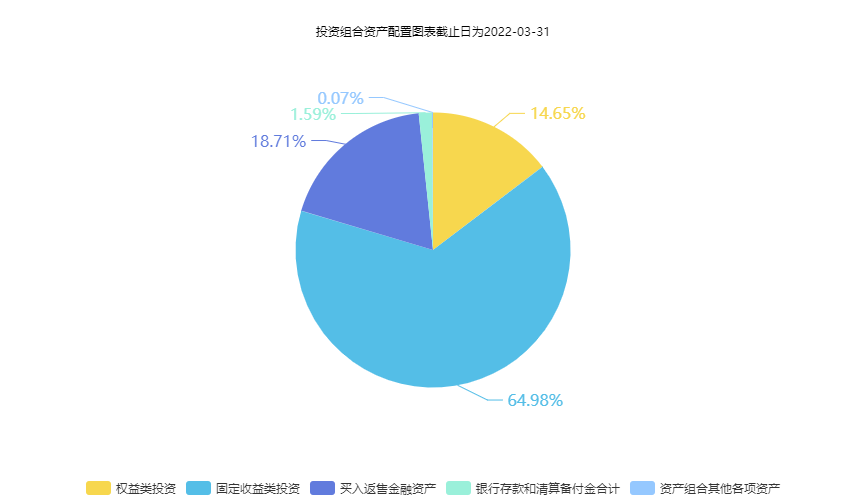 投资组合资产配置图表截止日为2022-03-31
0.07%
1.59%
14.65%
18.71%
64.98%
权益类投资
固定收益类投资
买入返售金融资产
银行存款和清算备付金合计
资产组合其他各项资产